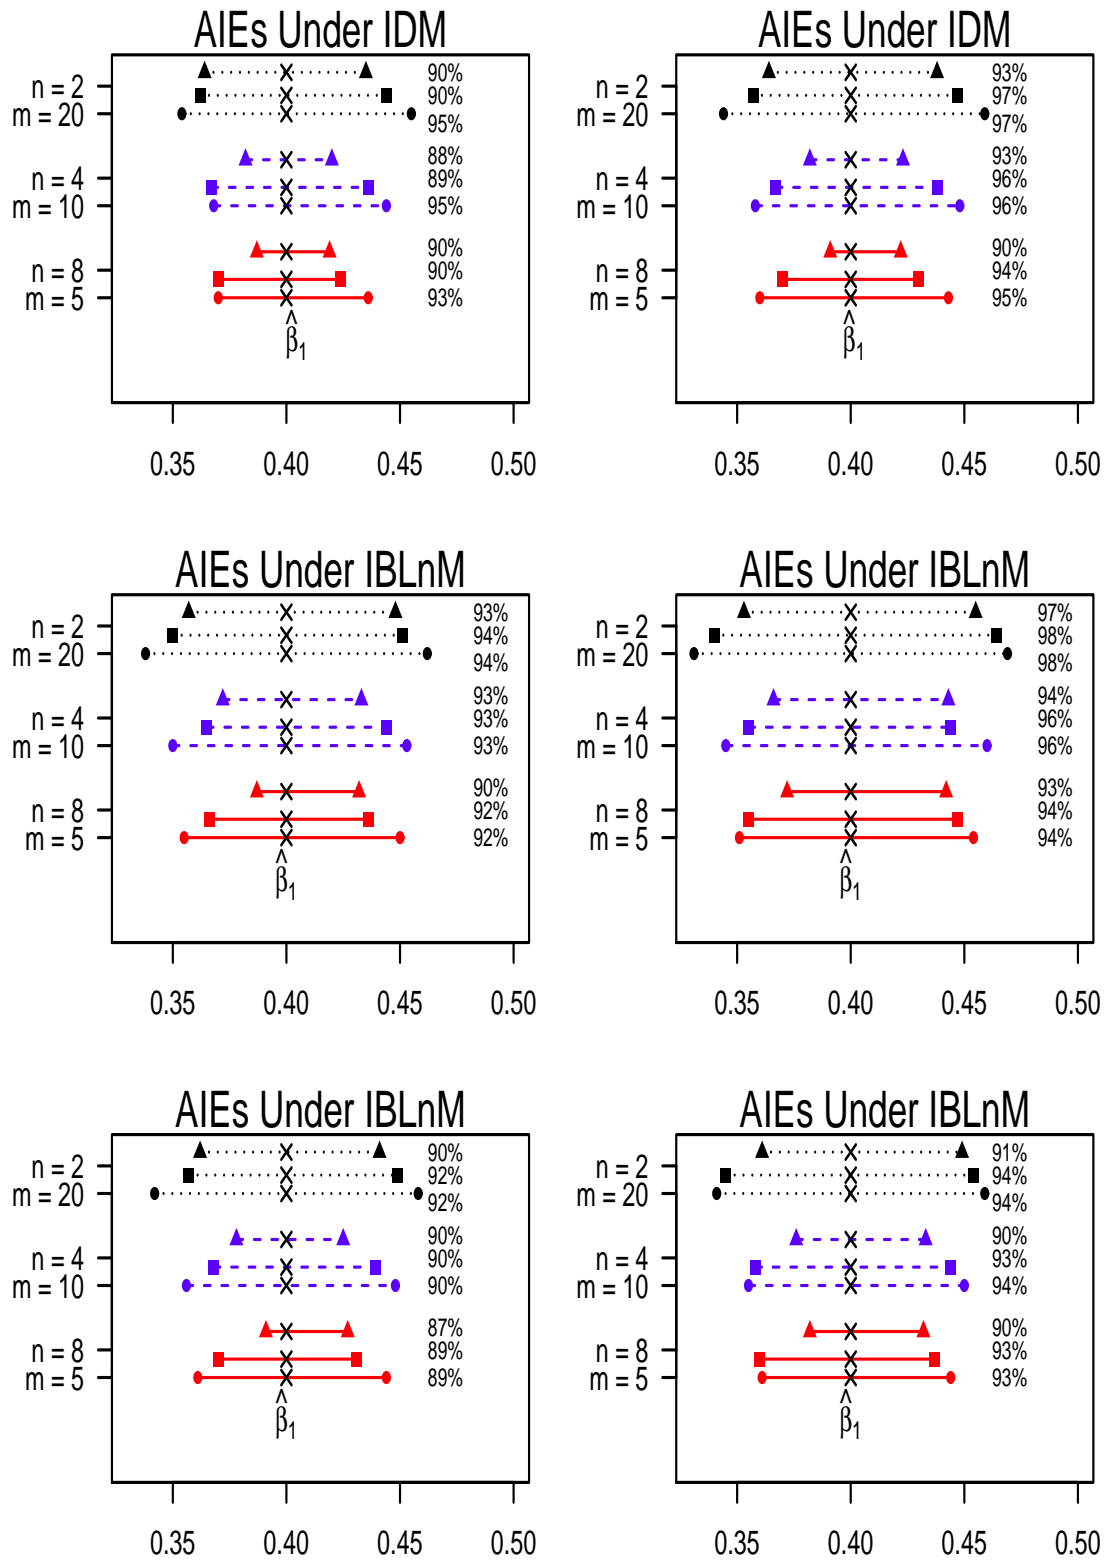 AIEs Under IDM
n = 2
m = 20
n = 4
m = 10
n = 8
m = 5
90%
90%
95%
88%
89%
95%
90%
90%
93%
β̂1
0.35 0.40 0.45 0.50
AIEs Under IDM
n = 2
m = 20
n = 4
m = 10
n = 8
m = 5
93%
97%
97%
93%
96%
96%
90%
94%
95%
β̂1
0.35 0.40 0.45 0.50
AIEs Under IBLnM
n = 2
m = 20
n = 4
m = 10
n = 8
m = 5
93%
94%
94%
93%
93%
93%
90%
92%
92%
β̂1
0.35 0.40 0.45 0.50
AIEs Under IBLnM
n = 2
m = 20
n = 4
m = 10
n = 8
m = 5
97%
98%
98%
94%
96%
96%
93%
94%
94%
β̂1
0.35 0.40 0.45 0.50
AIEs Under IBLnM
n = 2
m = 20
n = 4
m = 10
n = 8
m = 5
90%
92%
92%
90%
90%
90%
87%
89%
89%
β̂1
0.35 0.40 0.45 0.50
AIEs Under IBLnM
n = 2
m = 20
n = 4
m = 10
n = 8
m = 5
91%
94%
94%
90%
93%
94%
90%
93%
93%
β̂1
0.35 0.40 0.45 0.50